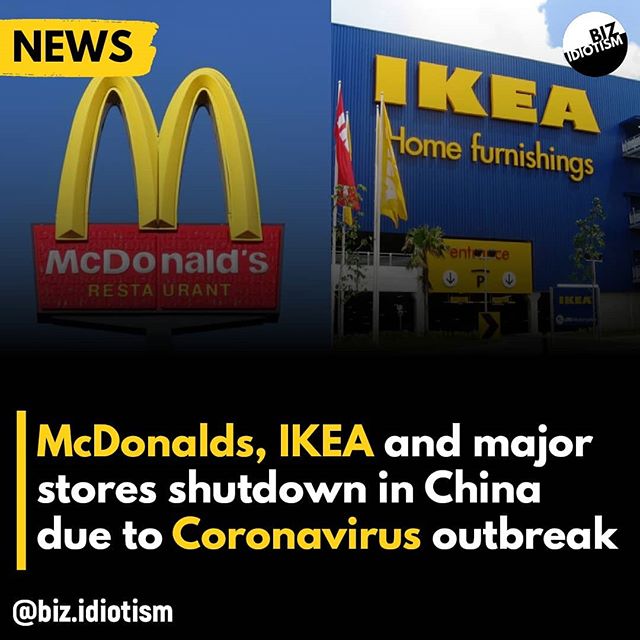 NEWS
BIZ
IDIOTISM
McDonald's
RESTAURANT
IKEA
Home furnishings
entrance
P
IKEA
McDonalds, IKEA and major
stores shutdown in China
due to Coronavirus outbreak
@biz.idiotism